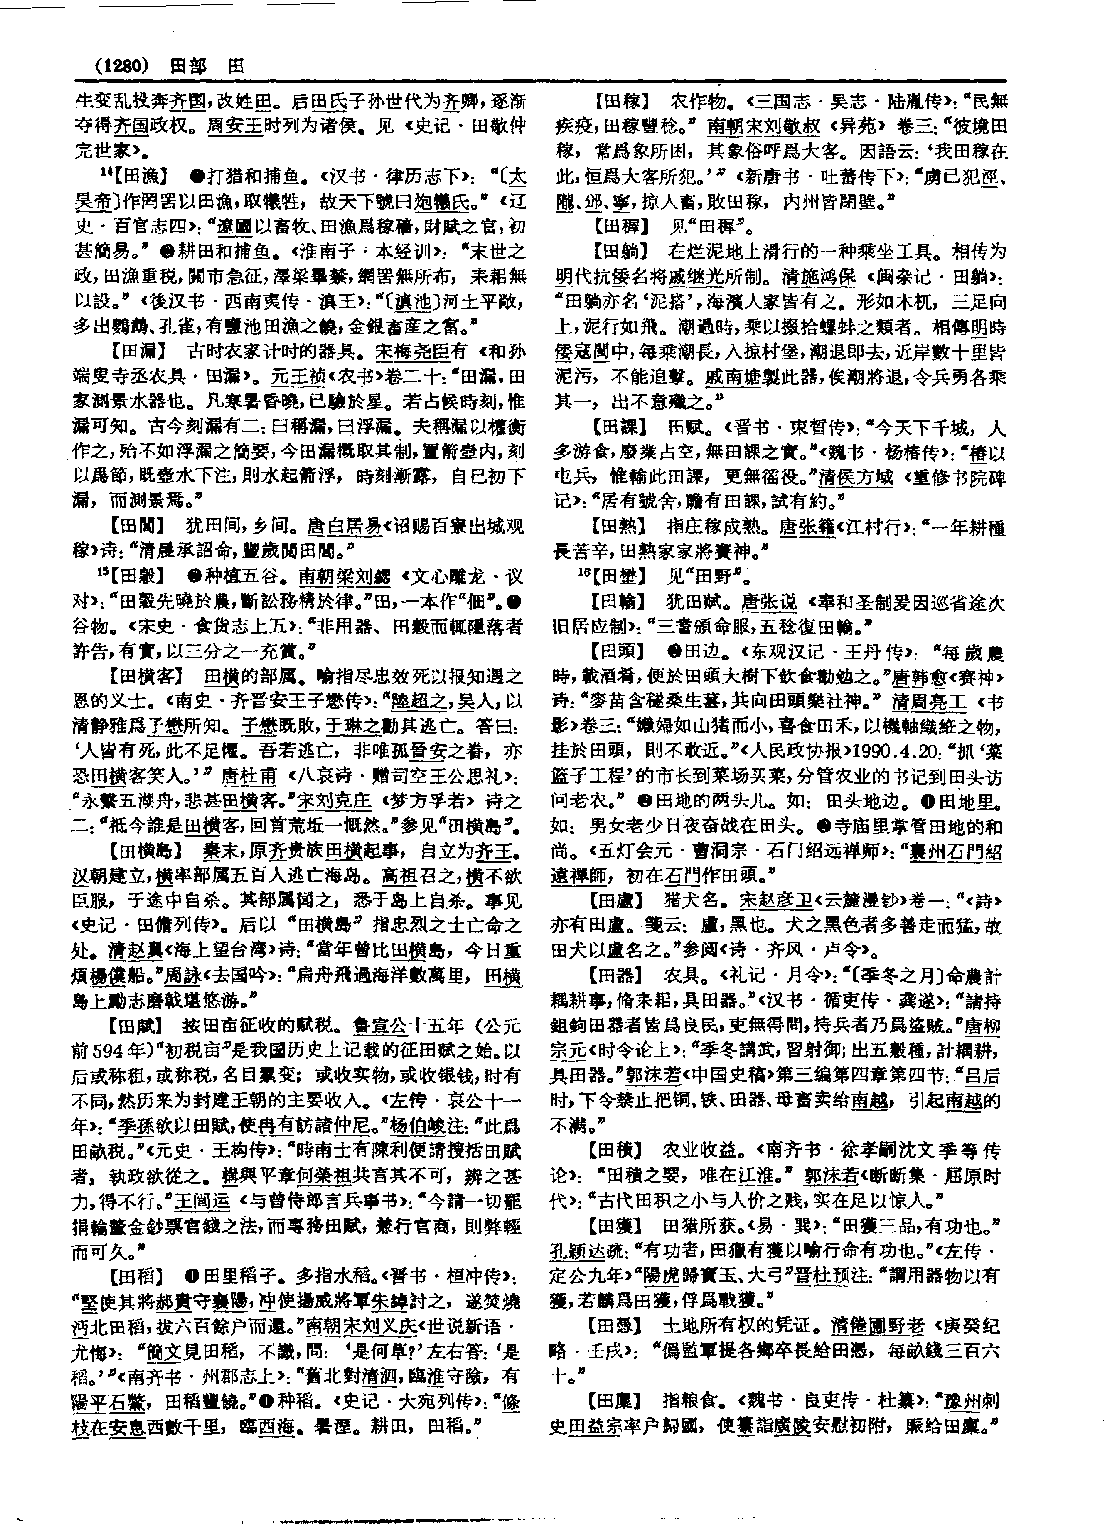 (1280) 田部 田
生变乱投奔齐国,改姓田。后田氏子孙世代为齐卿,逐渐
夺得齐国政权。周安王时列为诸侯。见《史记·田敬仲
完世家》。
14【田漁】 ❶打猎和捕鱼。《汉书·律历志下》:“〔太
昊帝〕作罔罟以田漁,取犧牲,故天下號曰炮犧氏。”《辽
史·百官志四》:“遼國以畜牧、田漁爲稼穡,財賦之官,初
甚簡易。”❷耕田和捕鱼。《淮南子·本经训》:“末世之
政,田漁重税,關市急征,澤梁畢禁,網罟無所布,耒耜無
以設。”《後汉书·西南夷传·滇王》:“〔滇池〕河土平敞,
多出鸚鵡、孔雀,有鹽池田漁之饒,金銀畜産之富。”
【田漏】 古时农家计时的器具。宋梅尧臣有《和孙
端叟寺丞农具·田漏》。元王祯《农书》卷二十:“田漏,田
家測景水器也。凡寒暑昏曉,已驗於星。若占候時刻,惟
漏可知。古今刻漏有二:曰稱漏,曰浮漏。夫稱漏以權衡
作之,殆不如浮漏之簡要,今田漏概取其制,置箭壺内,刻
以爲節,既壺水下注,則水起箭浮,時刻漸露,自巳初下
漏,而測景焉。”
【田間】 犹田间,乡间。唐白居易《诏赐百寮出城观
稼》诗:“清晨承詔命,豐歲閲田閭。”
15【田穀】 ❶种植五谷。南朝梁刘勰《文心雕龙·议
对》:“田穀先曉於農,斷訟務精於律。”田,一本作“佃”。❷
谷物。《宋史·食货志上五》:“非用器、田穀而輒隱落者
許告,有實,以三分之一充賞。”
【田横客】 田横的部属。喻指尽忠效死以报知遇之
恩的义士。《南史·齐晋安王子懋传》:“陸超之,吴人,以
清静雅爲子懋所知。子懋既敗,于琳之勸其逃亡。答曰:
‘人皆有死,此不足懼。吾若逃亡,非唯孤晉安之眷,亦
恐田横客笑人。’”唐杜甫《八哀诗·赠司空王公思礼》:
“永繫五湖舟,悲甚田横客。”宋刘克庄《梦方孚若》诗之
二:“衹今誰是田横客,回首荒坵一慨然。”参见“田横島”。
【田横島】 秦末,原齐贵族田横起事,自立为齐王。
汉朝建立,横率部属五百人逃亡海岛。高祖召之,横不欲
臣服,于途中自杀。其部属闻之,悉于岛上自杀。事见
《史记·田儋列传》。后以“田横島”指忠烈之士亡命之
处。清赵翼《海上望台湾》诗:“當年曾比田横島,今日重
煩楊僕船。”周詠《去国吟》:“扁舟飛過海洋數萬里,田横
島上勵志磨戟堪悠游。”
【田賦】 按田亩征收的赋税。鲁宣公十五年(公元
前594年)“初税亩”是我国历史上记载的征田赋之始。以
后或称租,或称税,名目累变;或收实物,或收银钱,时有
不同,然历来为封建王朝的主要收入。《左传·哀公十一
年》:“季孫欲以田賦,使冉有訪諸仲尼。”杨伯峻注:“此爲
田畝税。”《元史·王构传》:“時南士有陳利便請搜括田賦
者,執政欲從之。構與平章何榮祖共言其不可,辨之甚
力,得不行。”王闿运《与曾侍郎言兵事书》:“今請一切罷
捐輸釐金鈔票官錢之法,而專務田賦,兼行官商,則弊輕
而可久。”
【田稻】 ❶田里稻子。多指水稻。《晋书·桓冲传》:
“堅使其將郝貴守襄陽,冲使揚威將軍朱綽討之,遂焚燒
沔北田稻,拔六百餘户而還。”南朝宋刘义庆《世说新语·
尤悔》:“簡文見田稻,不識,問:‘是何草?’左右答:‘是
稻。’”《南齐书·州郡志上》:“舊北對清泗,臨淮守險,有
陽平石鱉,田稻豐饒。”❷种稻。《史记·大宛列传》:“條
枝在安息西數千里,臨西海。暑溼。耕田,田稻。”
【田稼】 农作物。《三国志·吴志·陆胤传》:“民無
疾疫,田稼豐稔。”南朝宋刘敬叔《异苑》卷三:“彼境田
稼,常爲象所困,其象俗呼爲大客。因語云:‘我田稼在
此,恒爲大客所犯。’”《新唐书·吐蕃传下》:“虜已犯涇、
隴、邠、寧,掠人畜,敗田稼,内州皆閉壁。”
【田穉】 见“田稺”。
【田躺】 在烂泥地上滑行的一种乘坐工具。相传为
明代抗倭名将戚继光所制。清施鸿保《闽杂记·田躺》:
“田躺亦名‘泥搭’,海濱人家皆有之。形如木杌,三足向
上,泥行如飛。潮過時,乘以掇拾螺蚌之類者。相傳明時
倭寇閩中,每乘潮長,入掠村堡,潮退即去,近岸數十里皆
泥污,不能追擊。戚南塘製此器,俟潮將退,令兵勇各乘
其一,出不意殲之。”
【田課】 田赋。《晋书·束皙传》:“今天下千城,人
多游食,廢業占空,無田課之實。”《魏书·杨椿传》:“椿以
屯兵,惟輸此田課,更無徭役。”清侯方域《重修书院碑
记》:“居有號舍,贍有田課,試有約。”
【田熟】 指庄稼成熟。唐张籍《江村行》:“一年耕種
長苦辛,田熟家家將賽神。”
16【田壄】 见“田野”。
【田輸】 犹田赋。唐张说《奉和圣制爰因巡省途次
旧居应制》:“三耆頒命服,五稔復田輸。”
【田頭】 ❶田边。《东观汉记·王丹传》:“每歲農
時,載酒肴,便於田頭大樹下飲食勸勉之。”唐韩愈《赛神》
诗:“麥苗含穟桑生葚,共向田頭樂社神。”清周亮工《书
影》卷三:“嬾婦如山猪而小,喜食田禾,以機軸織紝之物,
挂於田頭,則不敢近。”《人民政协报》1990.4.20:“抓‘菜
篮子工程’的市长到菜场买菜,分管农业的书记到田头访
问老农。”❷田地的两头儿。如:田头地边。❸田地里。
如:男女老少日夜奋战在田头。❹寺庙里掌管田地的和
尚。《五灯会元·曹洞宗·石门绍远禅师》:“襄州石門紹
遠禪師,初在石門作田頭。”
【田盧】 猎犬名。宋赵彦卫《云麓漫钞》卷一:“《詩》
亦有田盧。箋云:盧,黑也。犬之黑色者多善走而猛,故
田犬以盧名之。”参阅《诗·齐风·卢令》。
【田器】 农具。《礼记·月令》:“〔季冬之月〕命農計
耦耕事,脩耒耜,具田器。”《汉书·循吏传·龚遂》:“諸持
鉏鉤田器者皆爲良民,吏無得問,持兵者乃爲盜賊。”唐柳
宗元《时令论上》:“季冬講武,習射御;出五穀種,計耦耕,
具田器。”郭沫若《中国史稿》第三编第四章第四节:“吕后
时,下令禁止把铜、铁、田器、母畜卖给南越,引起南越的
不满。”
【田積】 农业收益。《南齐书·徐孝嗣沈文季等传
论》:“田積之要,唯在江淮。”郭沫若《断断集·屈原时
代》:“古代田积之小与人价之贱,实在足以惊人。”
【田獲】 田猎所获。《易·巽》:“田獲三品,有功也。”
孔颖达疏:“有功者,田獵有獲以喻行命有功也。”《左传·
定公九年》“陽虎歸寳玉、大弓”晋杜预注:“謂用器物以有
獲,若麟爲田獲,俘爲戰獲。”
【田憑】 土地所有权的凭证。清倦圃野老《庚癸纪
略·壬戌》:“偽監軍提各鄉卒長給田憑,每畝錢三百六
十。”
【田廩】 指粮食。《魏书·良吏传·杜纂》:“豫州刺
史田益宗率户歸國,使纂詣廣陵安慰初附,賑給田廩。”